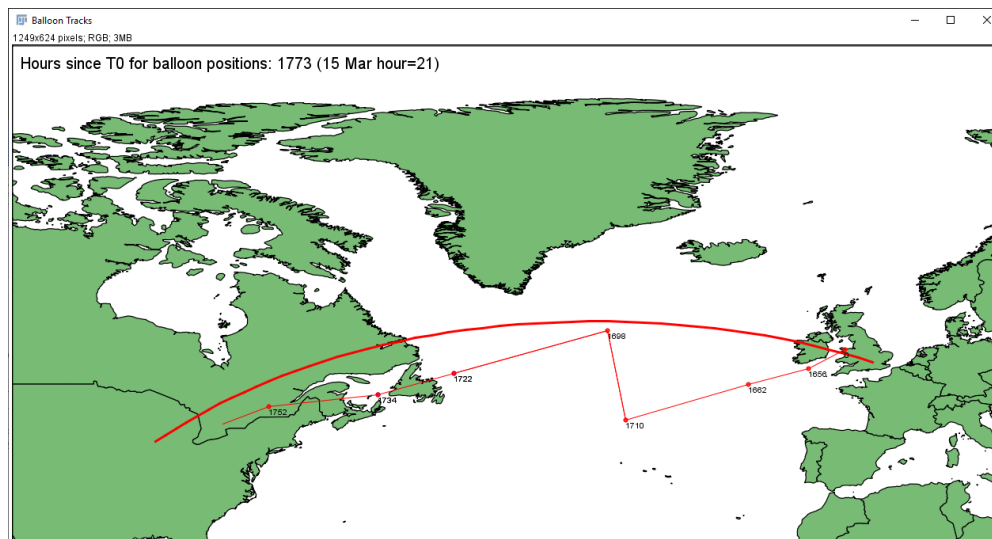 Balloon Tracks
1249x624 pixels; RGB; 3MB
Hours since T0 for balloon positions: 1773 (15 Mar hour=21)
1698
1656
1722
1662
1734
1752
1710